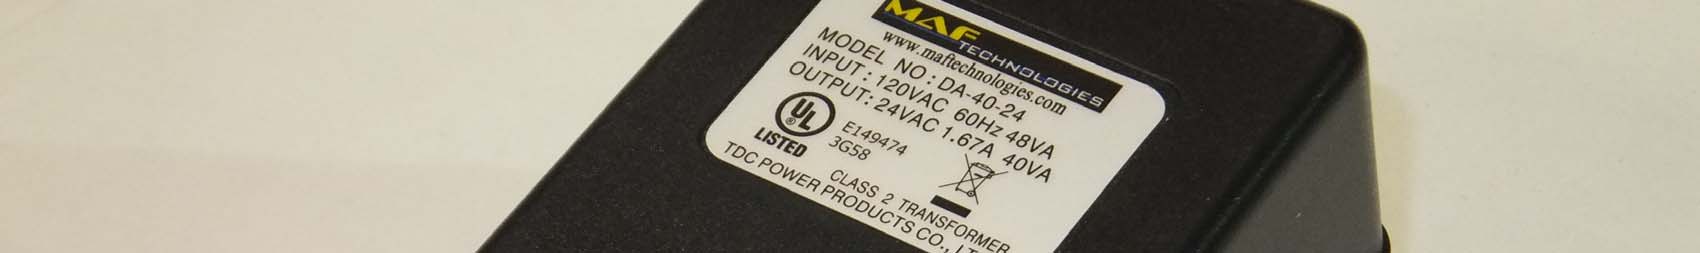 MAF
TECHNOLOGIES
www.maftechnologies.com
MODEL NO: DA-40-24
INPUT: 120VAC 60Hz 48VA
OUTPUT: 24VAC 1.67A 40VA
UL
®
LISTED
E149474
3G58
CLASS 2 TRANSFORMER
TDC POWER PRODUCTS CO.,